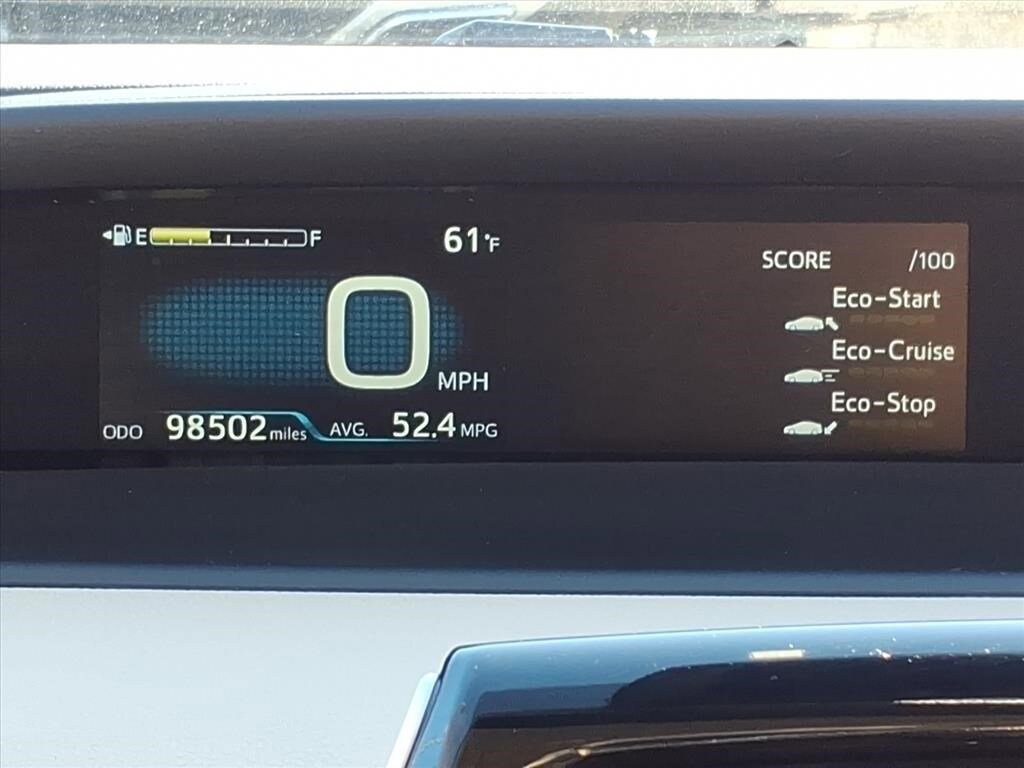 E F 61°F
0 MPH
ODO 98502 miles AVG. 52.4 MPG
SCORE /100
Eco-Start
Eco-Cruise
Eco-Stop